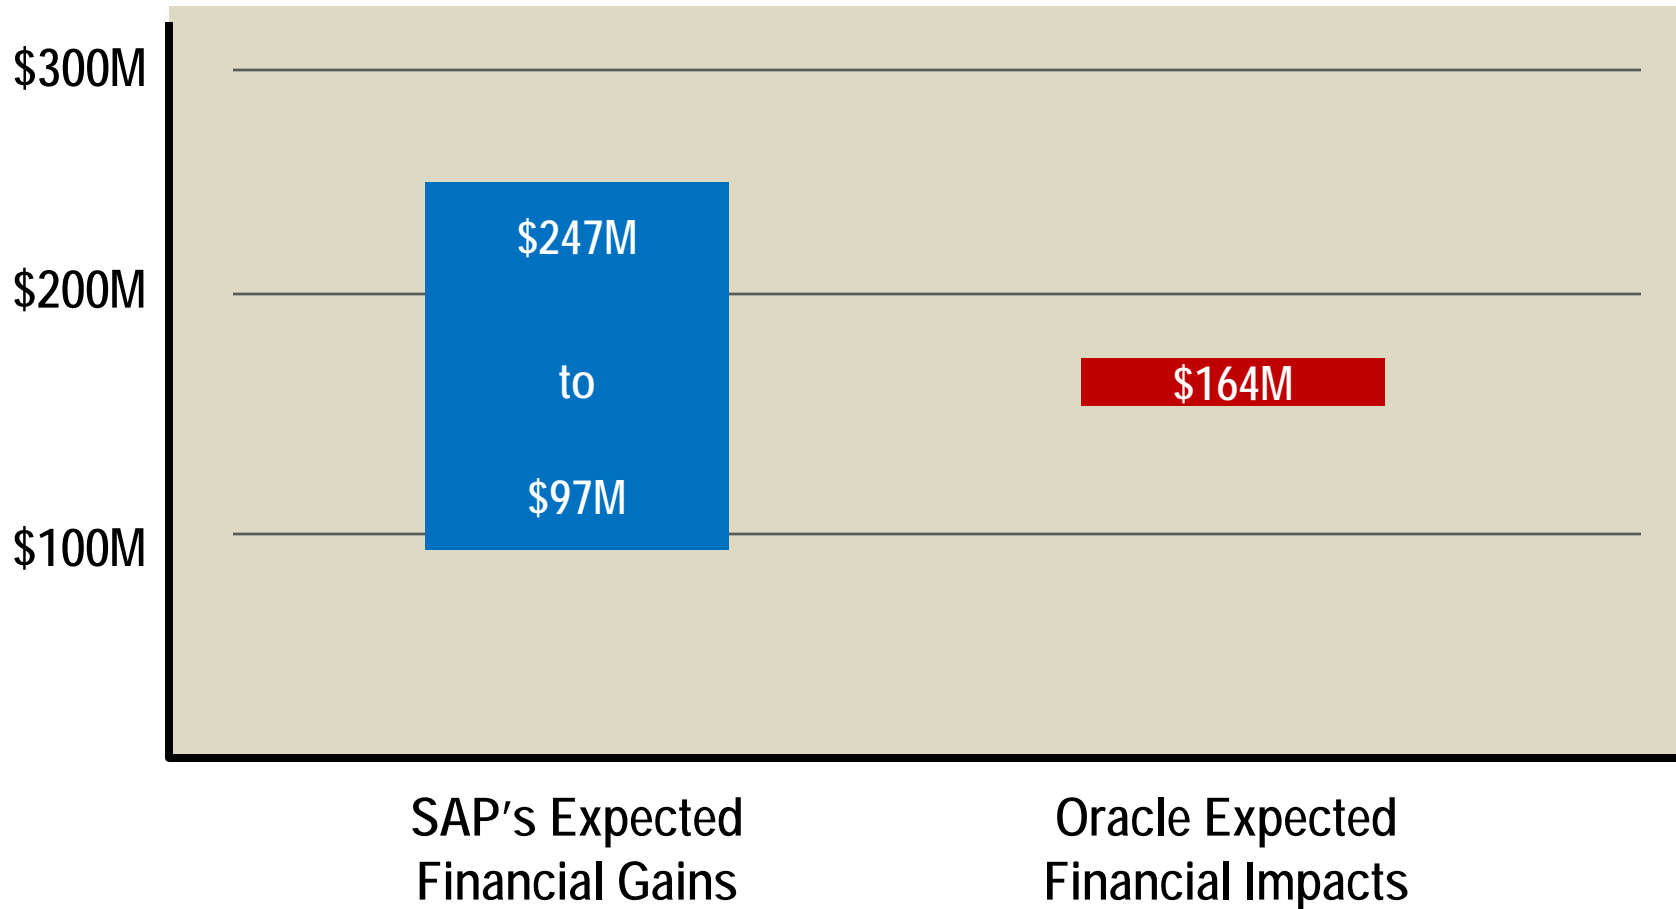 $300M
$200M
$100M
$247M
to
$97M
$164M
SAP's Expected
Financial Gains
Oracle Expected
Financial Impacts